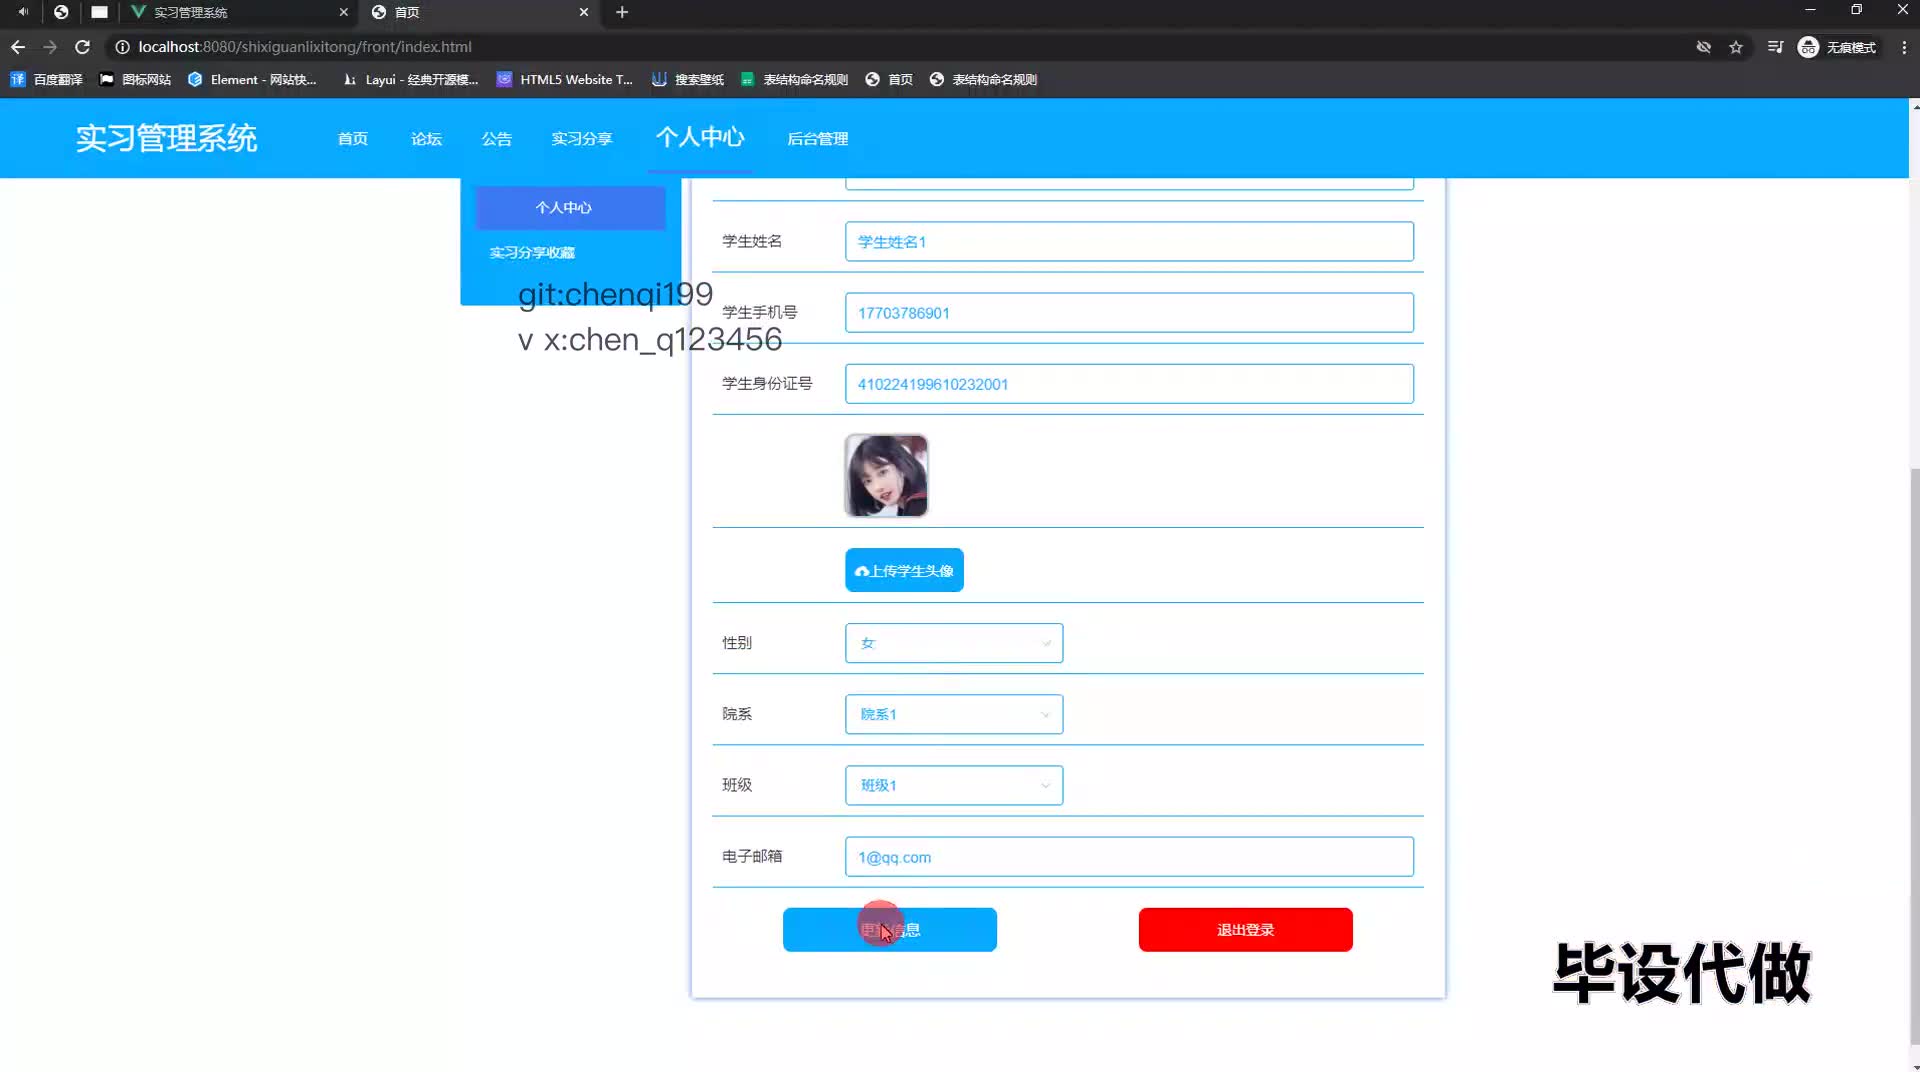 实习管理系统
首页
localhost:8080/shixiguanlixitong/front/index.html
无痕模式
百度翻译
图标网站
Element - 网站快...
Layui - 经典开源模...
HTML5 Website T...
搜索壁纸
表结构命名规则
首页
表结构命名规则
实习管理系统
首页
论坛
公告
实习分享
个人中心
后台管理
个人中心
实习分享收藏
git:chenqi199
v x:chen_q123456
学生姓名
学生姓名1
学生手机号
17703786901
学生身份证号
410224199610232001
上传学生头像
性别
女
院系
院系1
班级
班级1
电子邮箱
1@qq.com
更新信息
退出登录
毕设代做